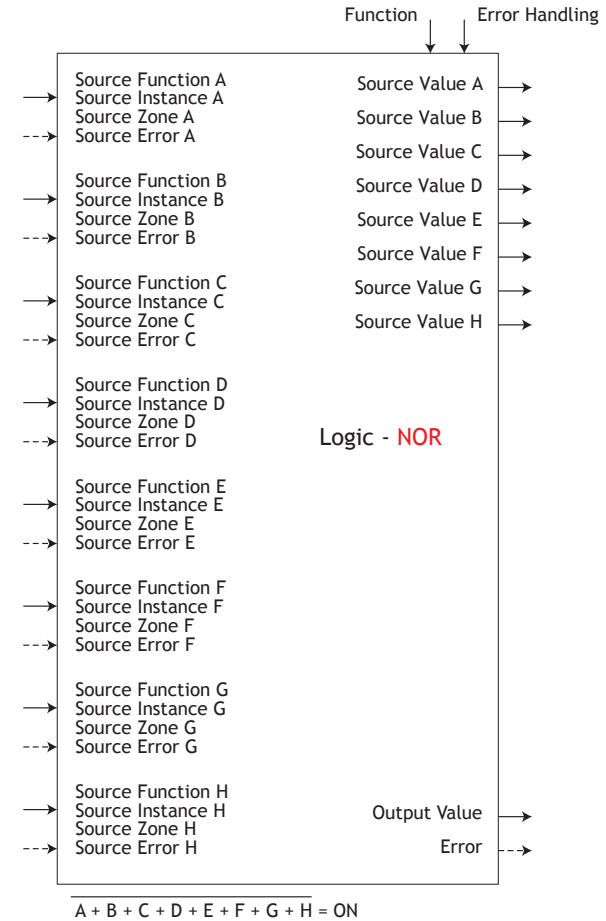 Function Error Handling
Source Function A
Source Instance A
Source Zone A
Source Error A
Source Function B
Source Instance B
Source Zone B
Source Error B
Source Function C
Source Instance C
Source Zone C
Source Error C
Source Function D
Source Instance D
Source Zone D
Source Error D
Source Function E
Source Instance E
Source Zone E
Source Error E
Source Function F
Source Instance F
Source Zone F
Source Error F
Source Function G
Source Instance G
Source Zone G
Source Error G
Source Function H
Source Instance H
Source Zone H
Source Error H
Source Value A
Source Value B
Source Value C
Source Value D
Source Value E
Source Value F
Source Value G
Source Value H
Logic - NOR
Output Value
Error
A + B + C + D + E + F + G + H = ON